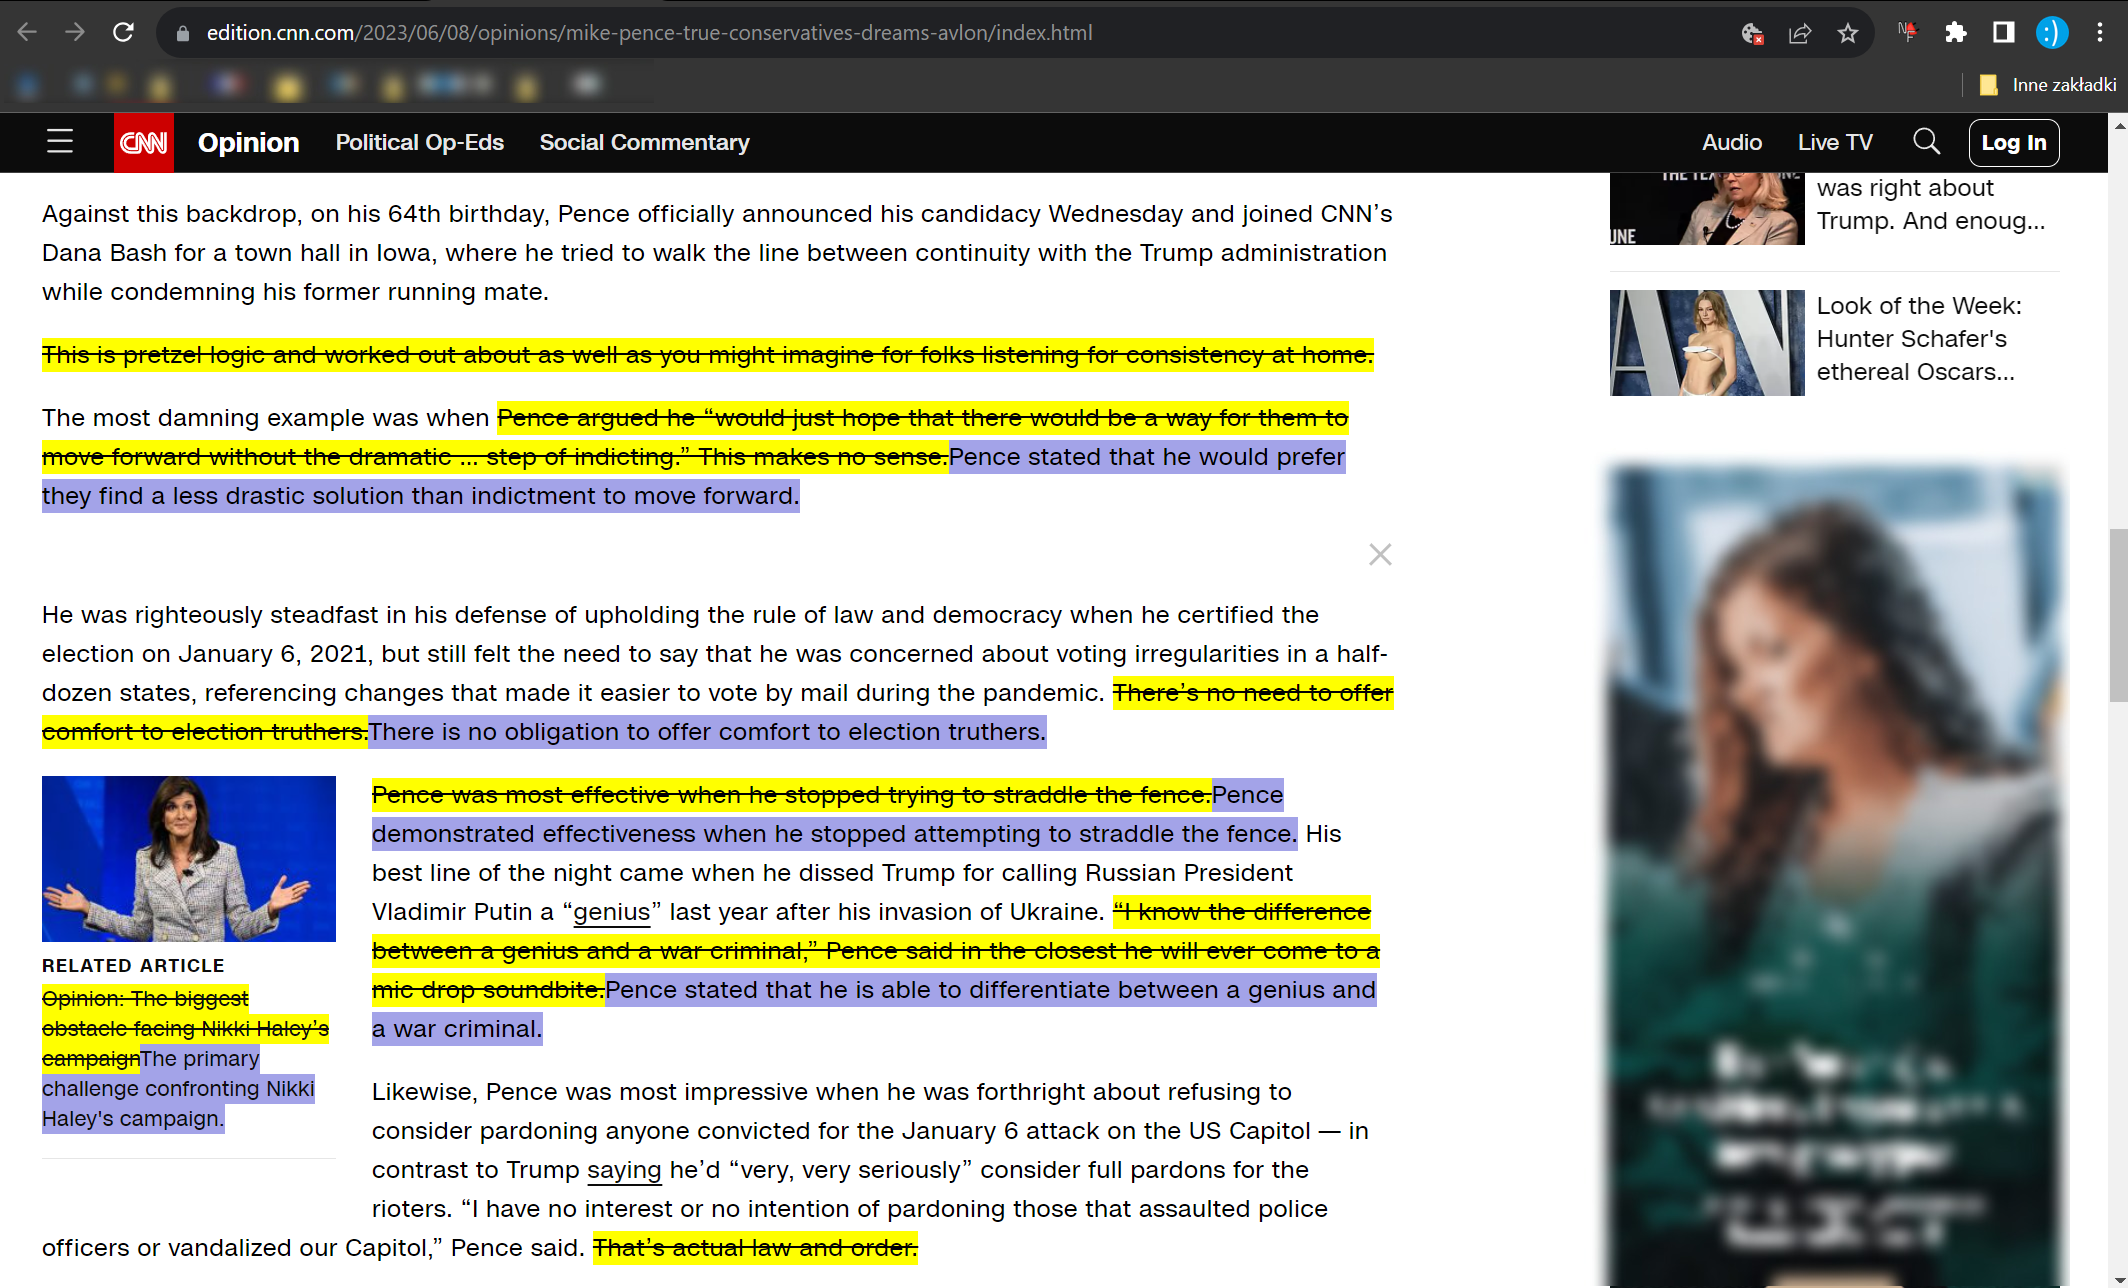 edition.cnn.com/2023/06/08/opinions/mike-pence-true-conservatives-dreams-avlon/index.html
Inne zakładki
CNN Opinion Political Op-Eds Social Commentary Audio Live TV Log In
Against this backdrop, on his 64th birthday, Pence officially announced his candidacy Wednesday and joined CNN’s
Dana Bash for a town hall in Iowa, where he tried to walk the line between continuity with the Trump administration
while condemning his former running mate.
This is pretzel logic and worked out about as well as you might imagine for folks listening for consistency at home.
The most damning example was when Pence argued he “would just hope that there would be a way for them to
move forward without the dramatic ... step of indicting.” This makes no sense.Pence stated that he would prefer
they find a less drastic solution than indictment to move forward.
He was righteously steadfast in his defense of upholding the rule of law and democracy when he certified the
election on January 6, 2021, but still felt the need to say that he was concerned about voting irregularities in a half-
dozen states, referencing changes that made it easier to vote by mail during the pandemic. There’s no need to offer
comfort to election truthers.There is no obligation to offer comfort to election truthers.
RELATED ARTICLE
Opinion: The biggest
obstacle facing Nikki Haley’s
campaignThe primary
challenge confronting Nikki
Haley's campaign.
Pence was most effective when he stopped trying to straddle the fence.Pence
demonstrated effectiveness when he stopped attempting to straddle the fence. His
best line of the night came when he dissed Trump for calling Russian President
Vladimir Putin a “genius” last year after his invasion of Ukraine. “I know the difference
between a genius and a war criminal,” Pence said in the closest he will ever come to a
mic drop soundbite.Pence stated that he is able to differentiate between a genius and
a war criminal.
Likewise, Pence was most impressive when he was forthright about refusing to
consider pardoning anyone convicted for the January 6 attack on the US Capitol — in
contrast to Trump saying he’d “very, very seriously” consider full pardons for the
rioters. “I have no interest or no intention of pardoning those that assaulted police
officers or vandalized our Capitol,” Pence said. That’s actual law and order.
was right about
Trump. And enoug...
Look of the Week:
Hunter Schafer's
ethereal Oscars...